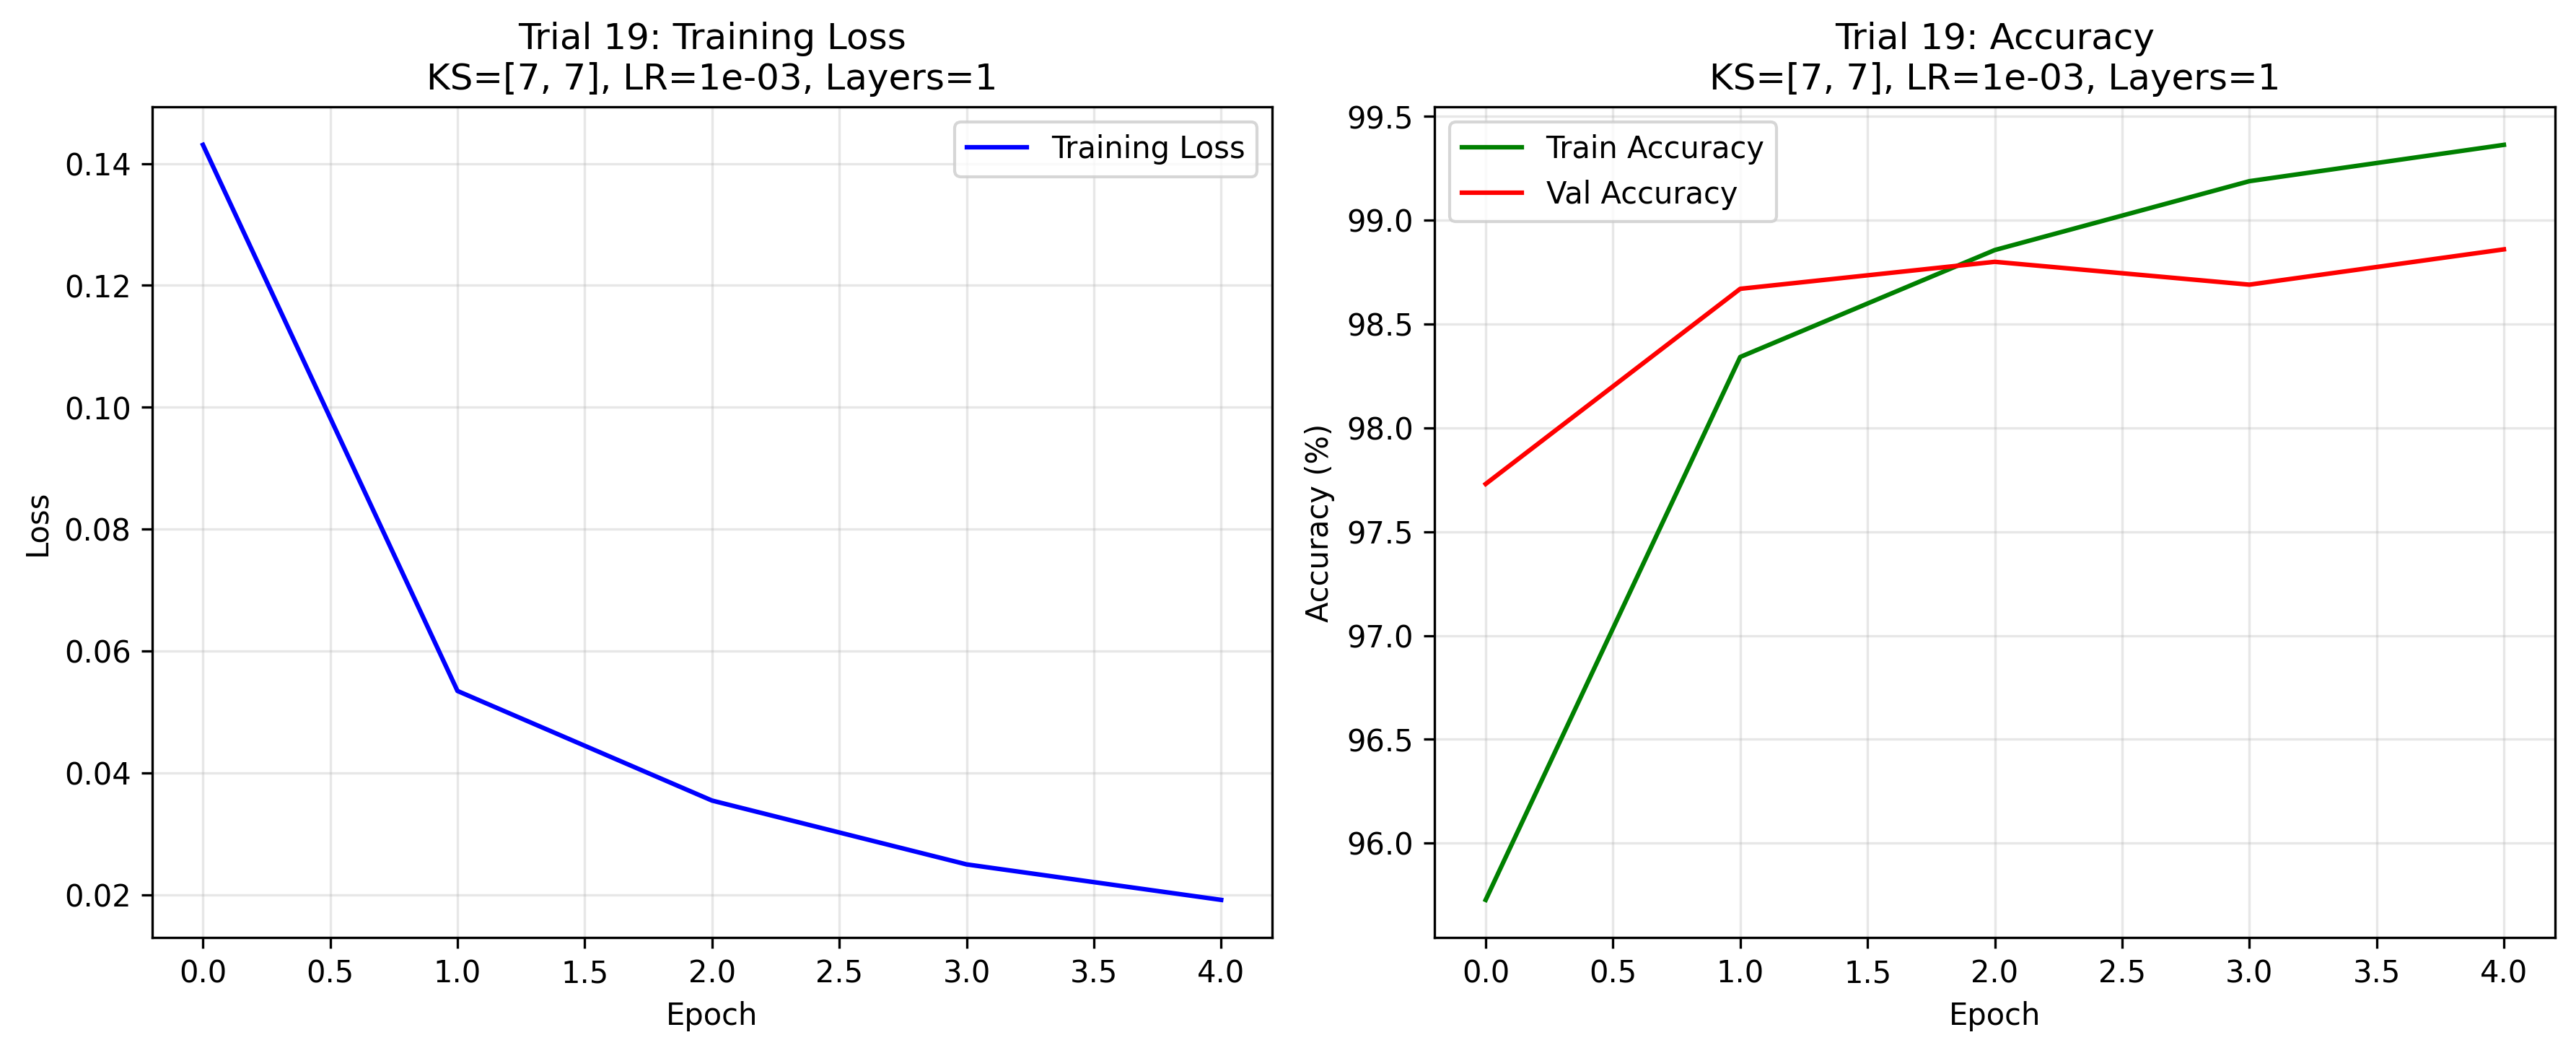 Trial 19: Training Loss
KS=[7, 7], LR=1e-03, Layers=1
Training Loss
0.14
0.12
0.10
0.08
0.06
0.04
0.02
Loss
0.0 0.5 1.0 1.5 2.0 2.5 3.0 3.5 4.0
Epoch
Trial 19: Accuracy
KS=[7, 7], LR=1e-03, Layers=1
Train Accuracy
Val Accuracy
99.5
99.0
98.5
98.0
97.5
97.0
96.5
96.0
Accuracy (%)
0.0 0.5 1.0 1.5 2.0 2.5 3.0 3.5 4.0
Epoch